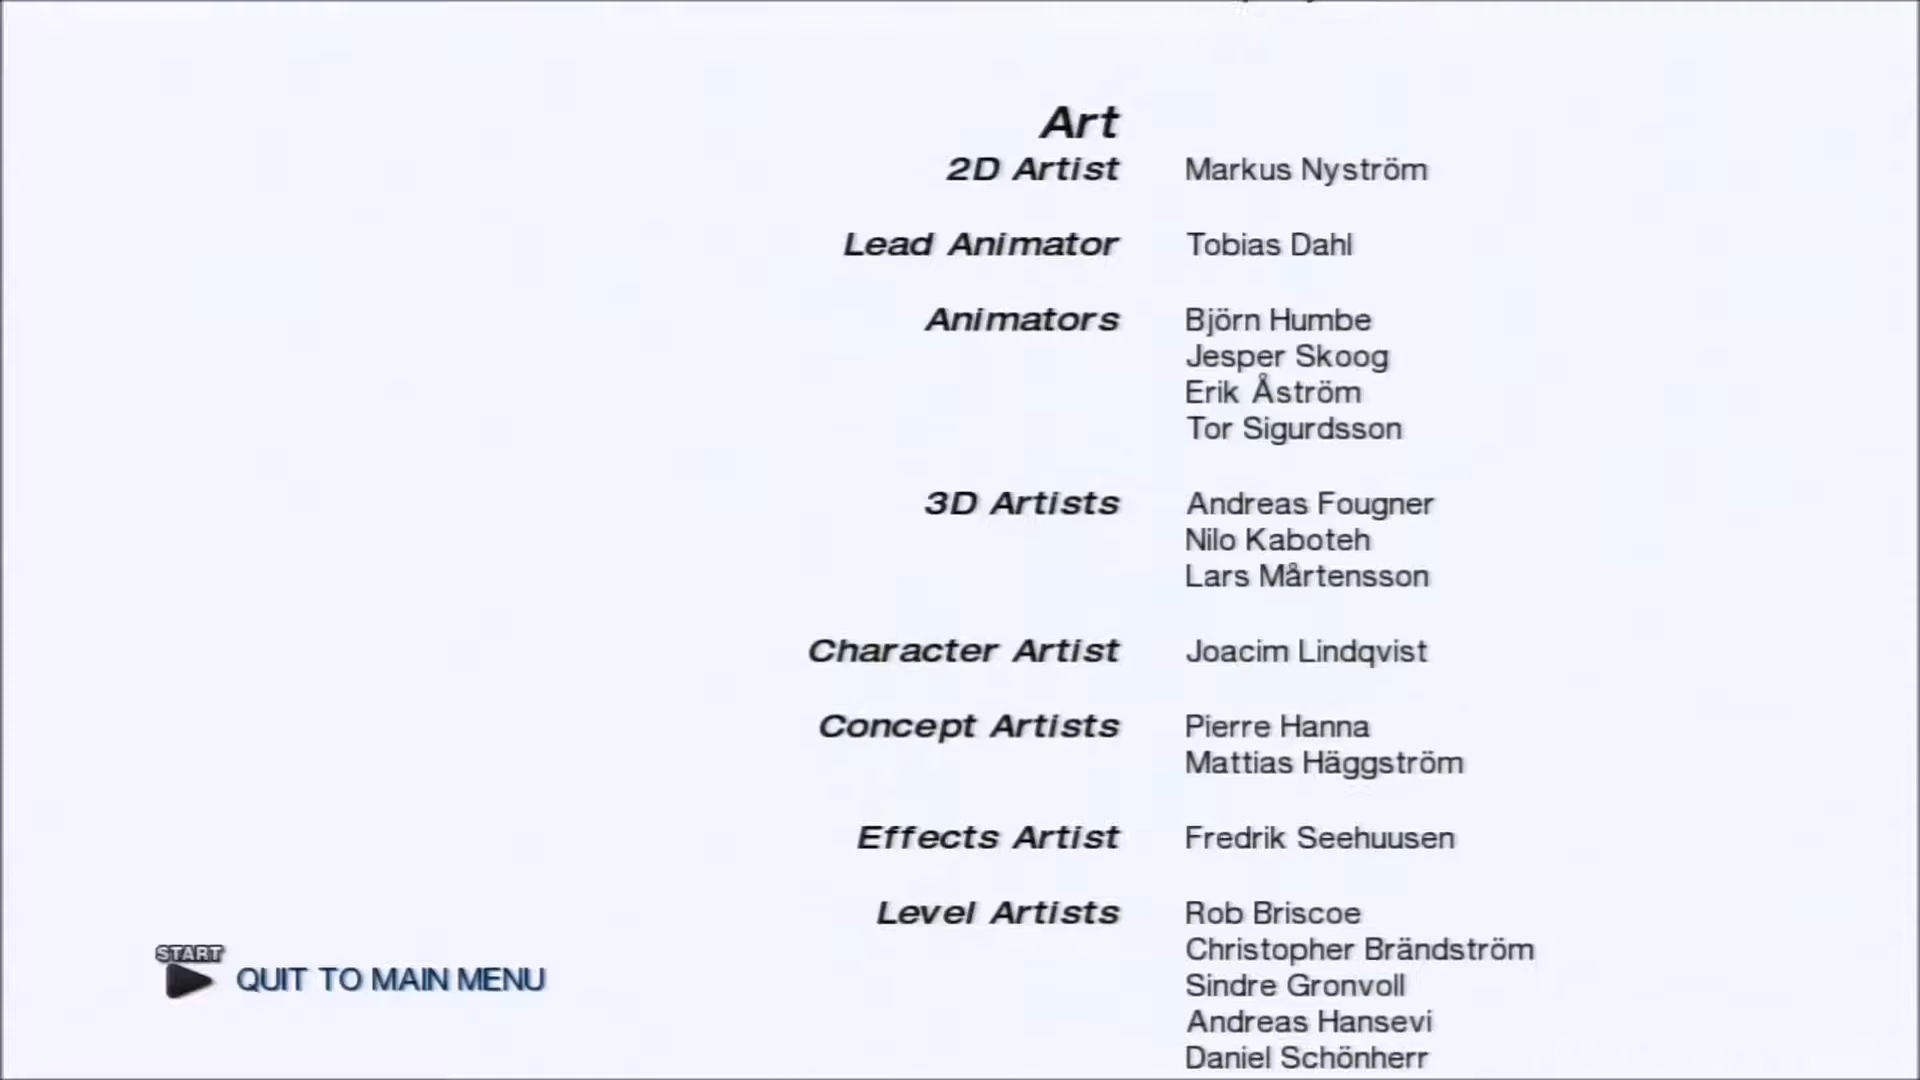 Art
2D Artist Markus Nyström
Lead Animator Tobias Dahl
Animators Björn Humbe
Jesper Skoog
Erik Åström
Tor Sigurdsson
3D Artists Andreas Fougner
Nilo Kaboteh
Lars Mårtensson
Character Artist Joacim Lindqvist
Concept Artists Pierre Hanna
Mattias Häggström
Effects Artist Fredrik Seehuusen
Level Artists Rob Briscoe
Christopher Brändström
Sindre Gronvoll
Andreas Hansevi
Daniel Schönherr
START
QUIT TO MAIN MENU